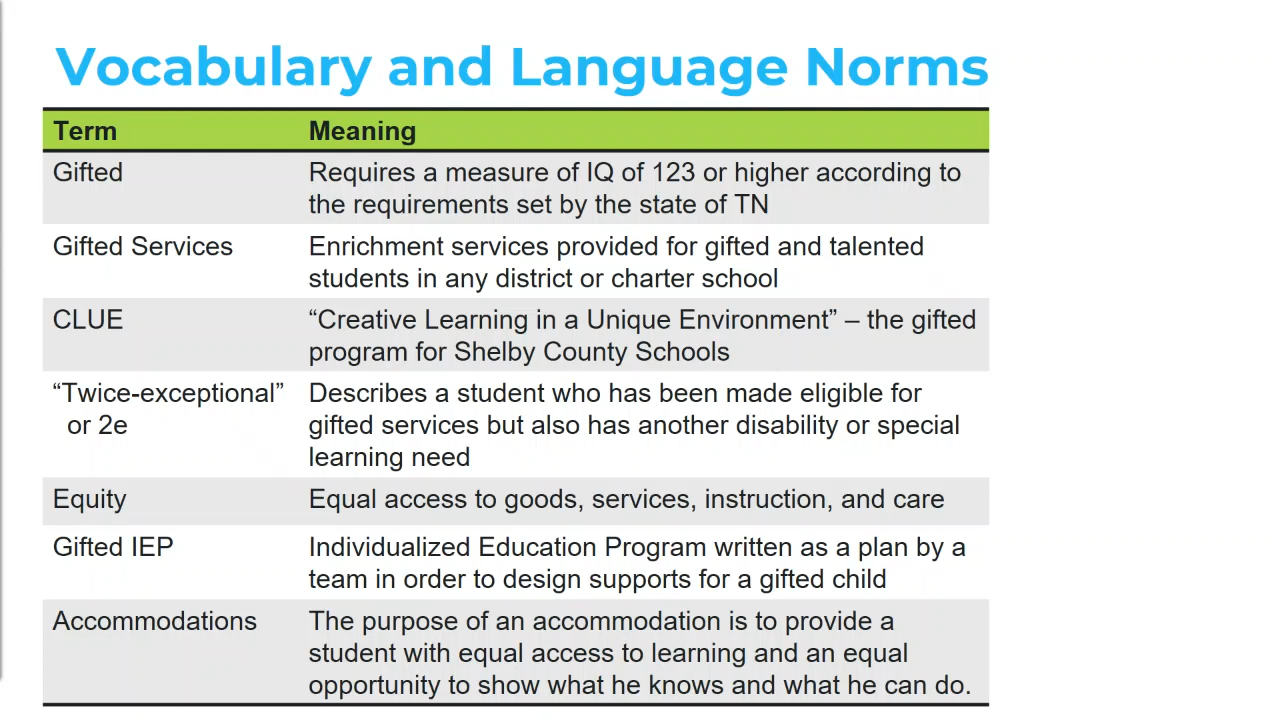 Vocabulary and Language Norms
Term Meaning
Gifted Requires a measure of IQ of 123 or higher according to
the requirements set by the state of TN
Gifted Services Enrichment services provided for gifted and talented
students in any district or charter school
CLUE “Creative Learning in a Unique Environment” – the gifted
program for Shelby County Schools
“Twice-exceptional” Describes a student who has been made eligible for
or 2e gifted services but also has another disability or special
learning need
Equity Equal access to goods, services, instruction, and care
Gifted IEP Individualized Education Program written as a plan by a
team in order to design supports for a gifted child
Accommodations The purpose of an accommodation is to provide a
student with equal access to learning and an equal
opportunity to show what he knows and what he can do.